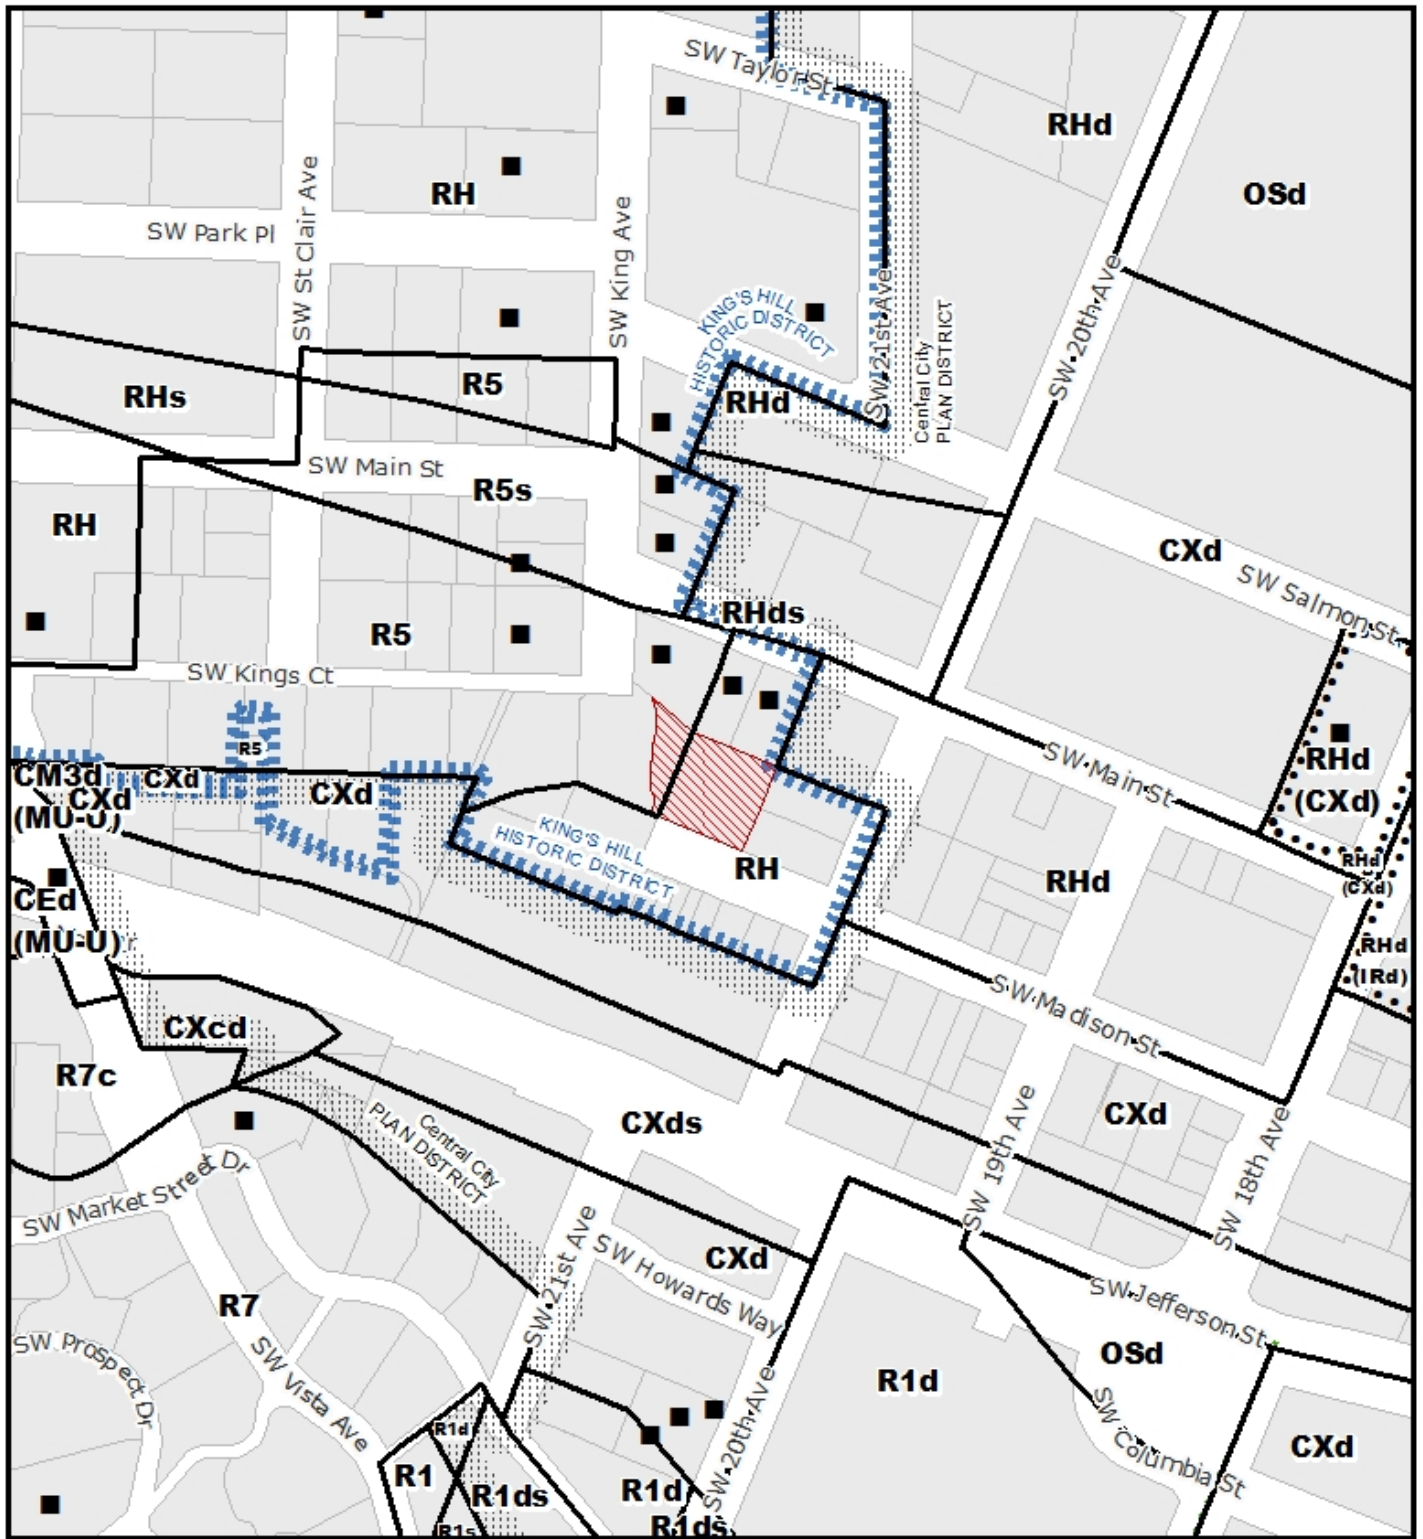 SW Taylor St
RHd
OSd
RH
SW Park Pl
SW St Clair Ave
SW King Ave
SW 21st Ave
SW 20th Ave
KING'S HILL
HISTORIC DISTRICT
Central City
PLAN DISTRICT
RHs
R5
RHd
SW Main St
R5s
RH
CXd
SW Salmon St
RHds
R5
SW Kings Ct
R5
CM3d
(MU-U)
CXd
CXd
CXd
SW Main St
RHd
(CXd)
KING'S HILL
HISTORIC DISTRICT
RH
RHd
RHd
(CXd)
CEd
(MU-U)
RHd
(IRd)
SW Madison St
CXcd
R7c
CXds
CXd
Central City
PLAN DISTRICT
SW Market Street Dr
SW 19th Ave
SW 18th Ave
SW 21st Ave
SW Howards Way
CXd
R7
SW Jefferson St
OSd
SW Prospect Dr
SW Vista Ave
R1d
SW 20th Ave
SW Columbia St
CXd
R1d
R1
R1ds
R1s
R1d
R1ds